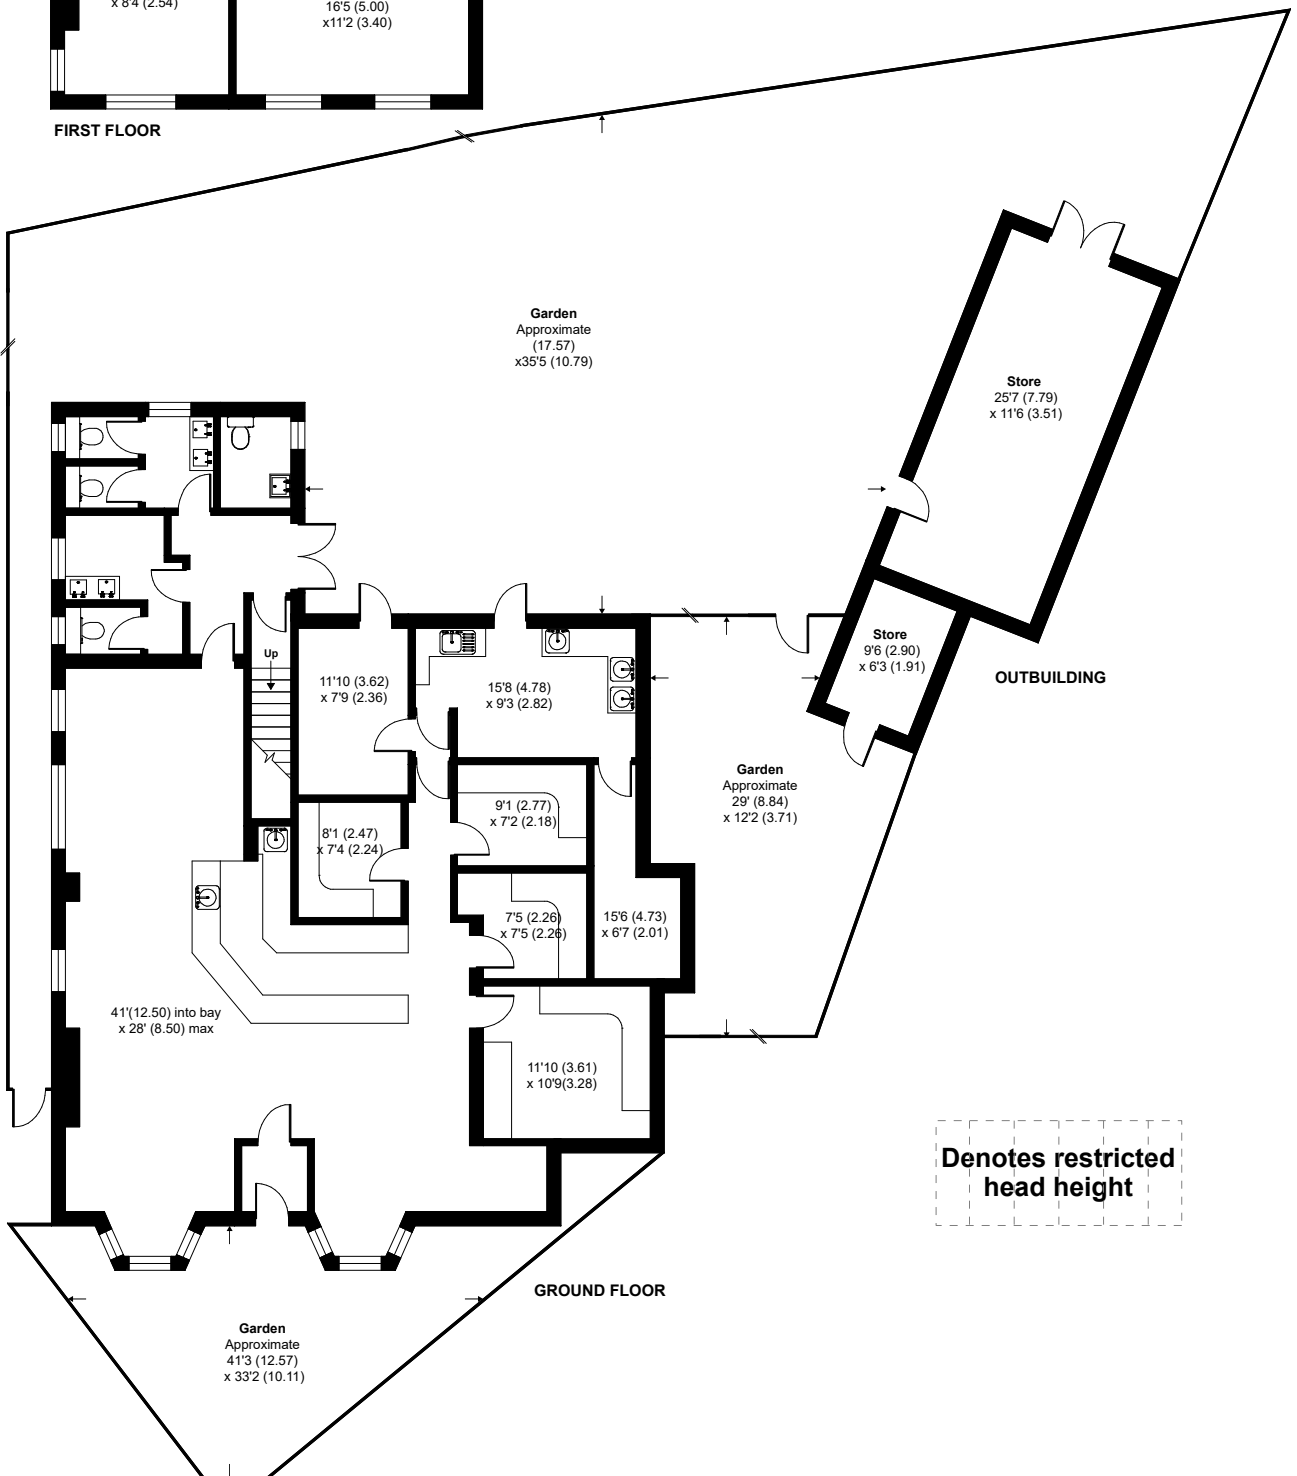 x 8'4 (2.54)
16'5 (5.00)
x11'2 (3.40)
FIRST FLOOR
Garden
Approximate
(17.57)
x35'5 (10.79)
Store
25'7 (7.79)
x 11'6 (3.51)
Store
9'6 (2.90)
x 6'3 (1.91)
OUTBUILDING
Up
11'10 (3.62)
x 7'9 (2.36)
15'8 (4.78)
x 9'3 (2.82)
Garden
Approximate
29' (8.84)
x 12'2 (3.71)
9'1 (2.77)
x 7'2 (2.18)
8'1 (2.47)
x 7'4 (2.24)
7'5 (2.26)
x 7'5 (2.26)
15'6 (4.73)
x 6'7 (2.01)
41'(12.50) into bay
x 28' (8.50) max
11'10 (3.61)
x 10'9(3.28)
Denotes restricted
head height
GROUND FLOOR
Garden
Approximate
41'3 (12.57)
x 33'2 (10.11)